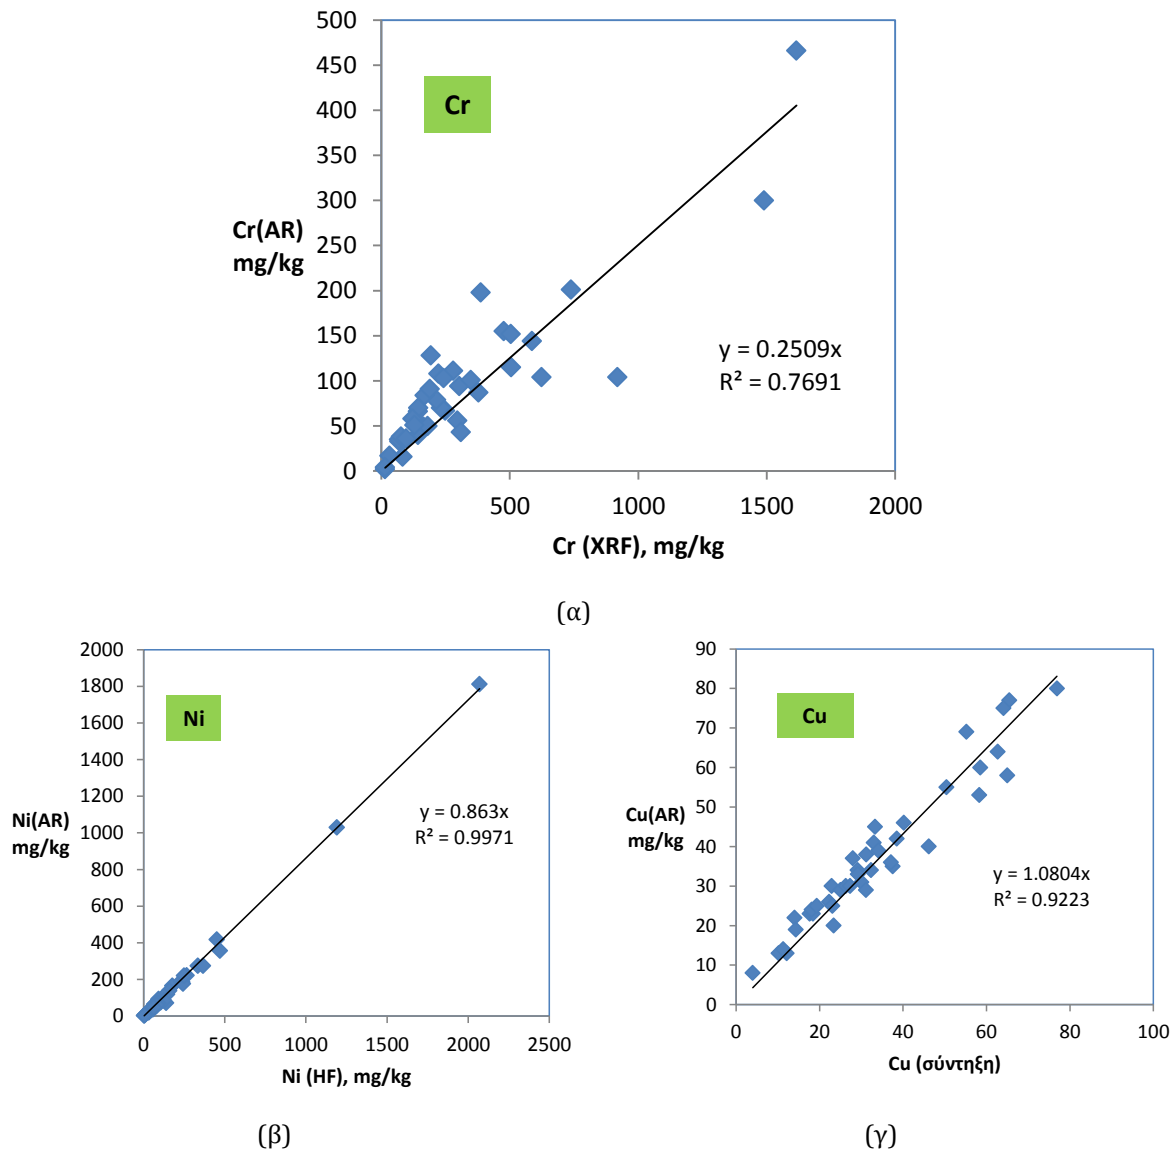 500
450
400
350
300
250
200
150
100
50
0
Cr
Cr(AR)
mg/kg
y = 0.2509x
R² = 0.7691
0 500 1000 1500 2000
Cr (XRF), mg/kg
(α)
2000
1800
1600
1400
1200
1000
800
600
400
200
0
Ni
Ni(AR)
mg/kg
y = 0.863x
R² = 0.9971
0 500 1000 1500 2000 2500
Ni (HF), mg/kg
(β)
90
80
70
60
50
40
30
20
10
0
Cu
Cu(AR)
mg/kg
y = 1.0804x
R² = 0.9223
0 20 40 60 80 100
Cu (σύντηξη)
(γ)